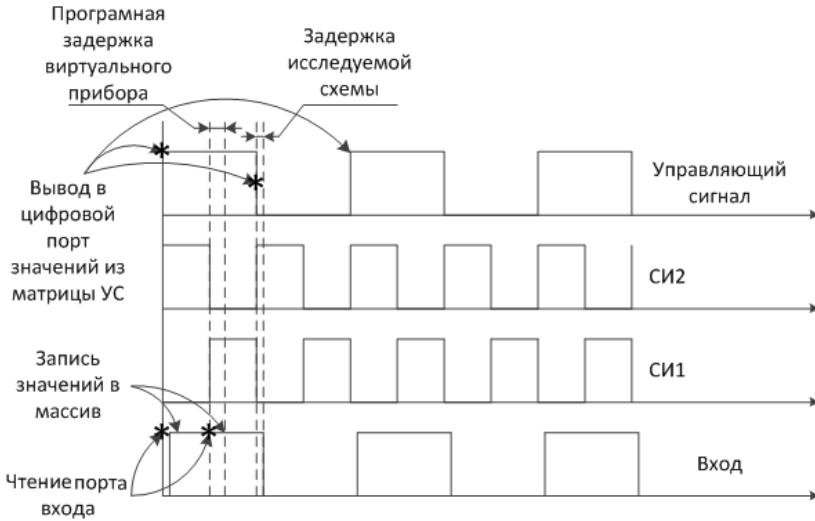 Програмная
задержка
виртуального
прибора
Задержка
исследуемой
схемы
Вывод в
цифровой
порт
значений из
матрицы УС
Управляющий
сигнал
СИ2
Запись
значений в
массив
СИ1
Чтение порта
входа
Вход